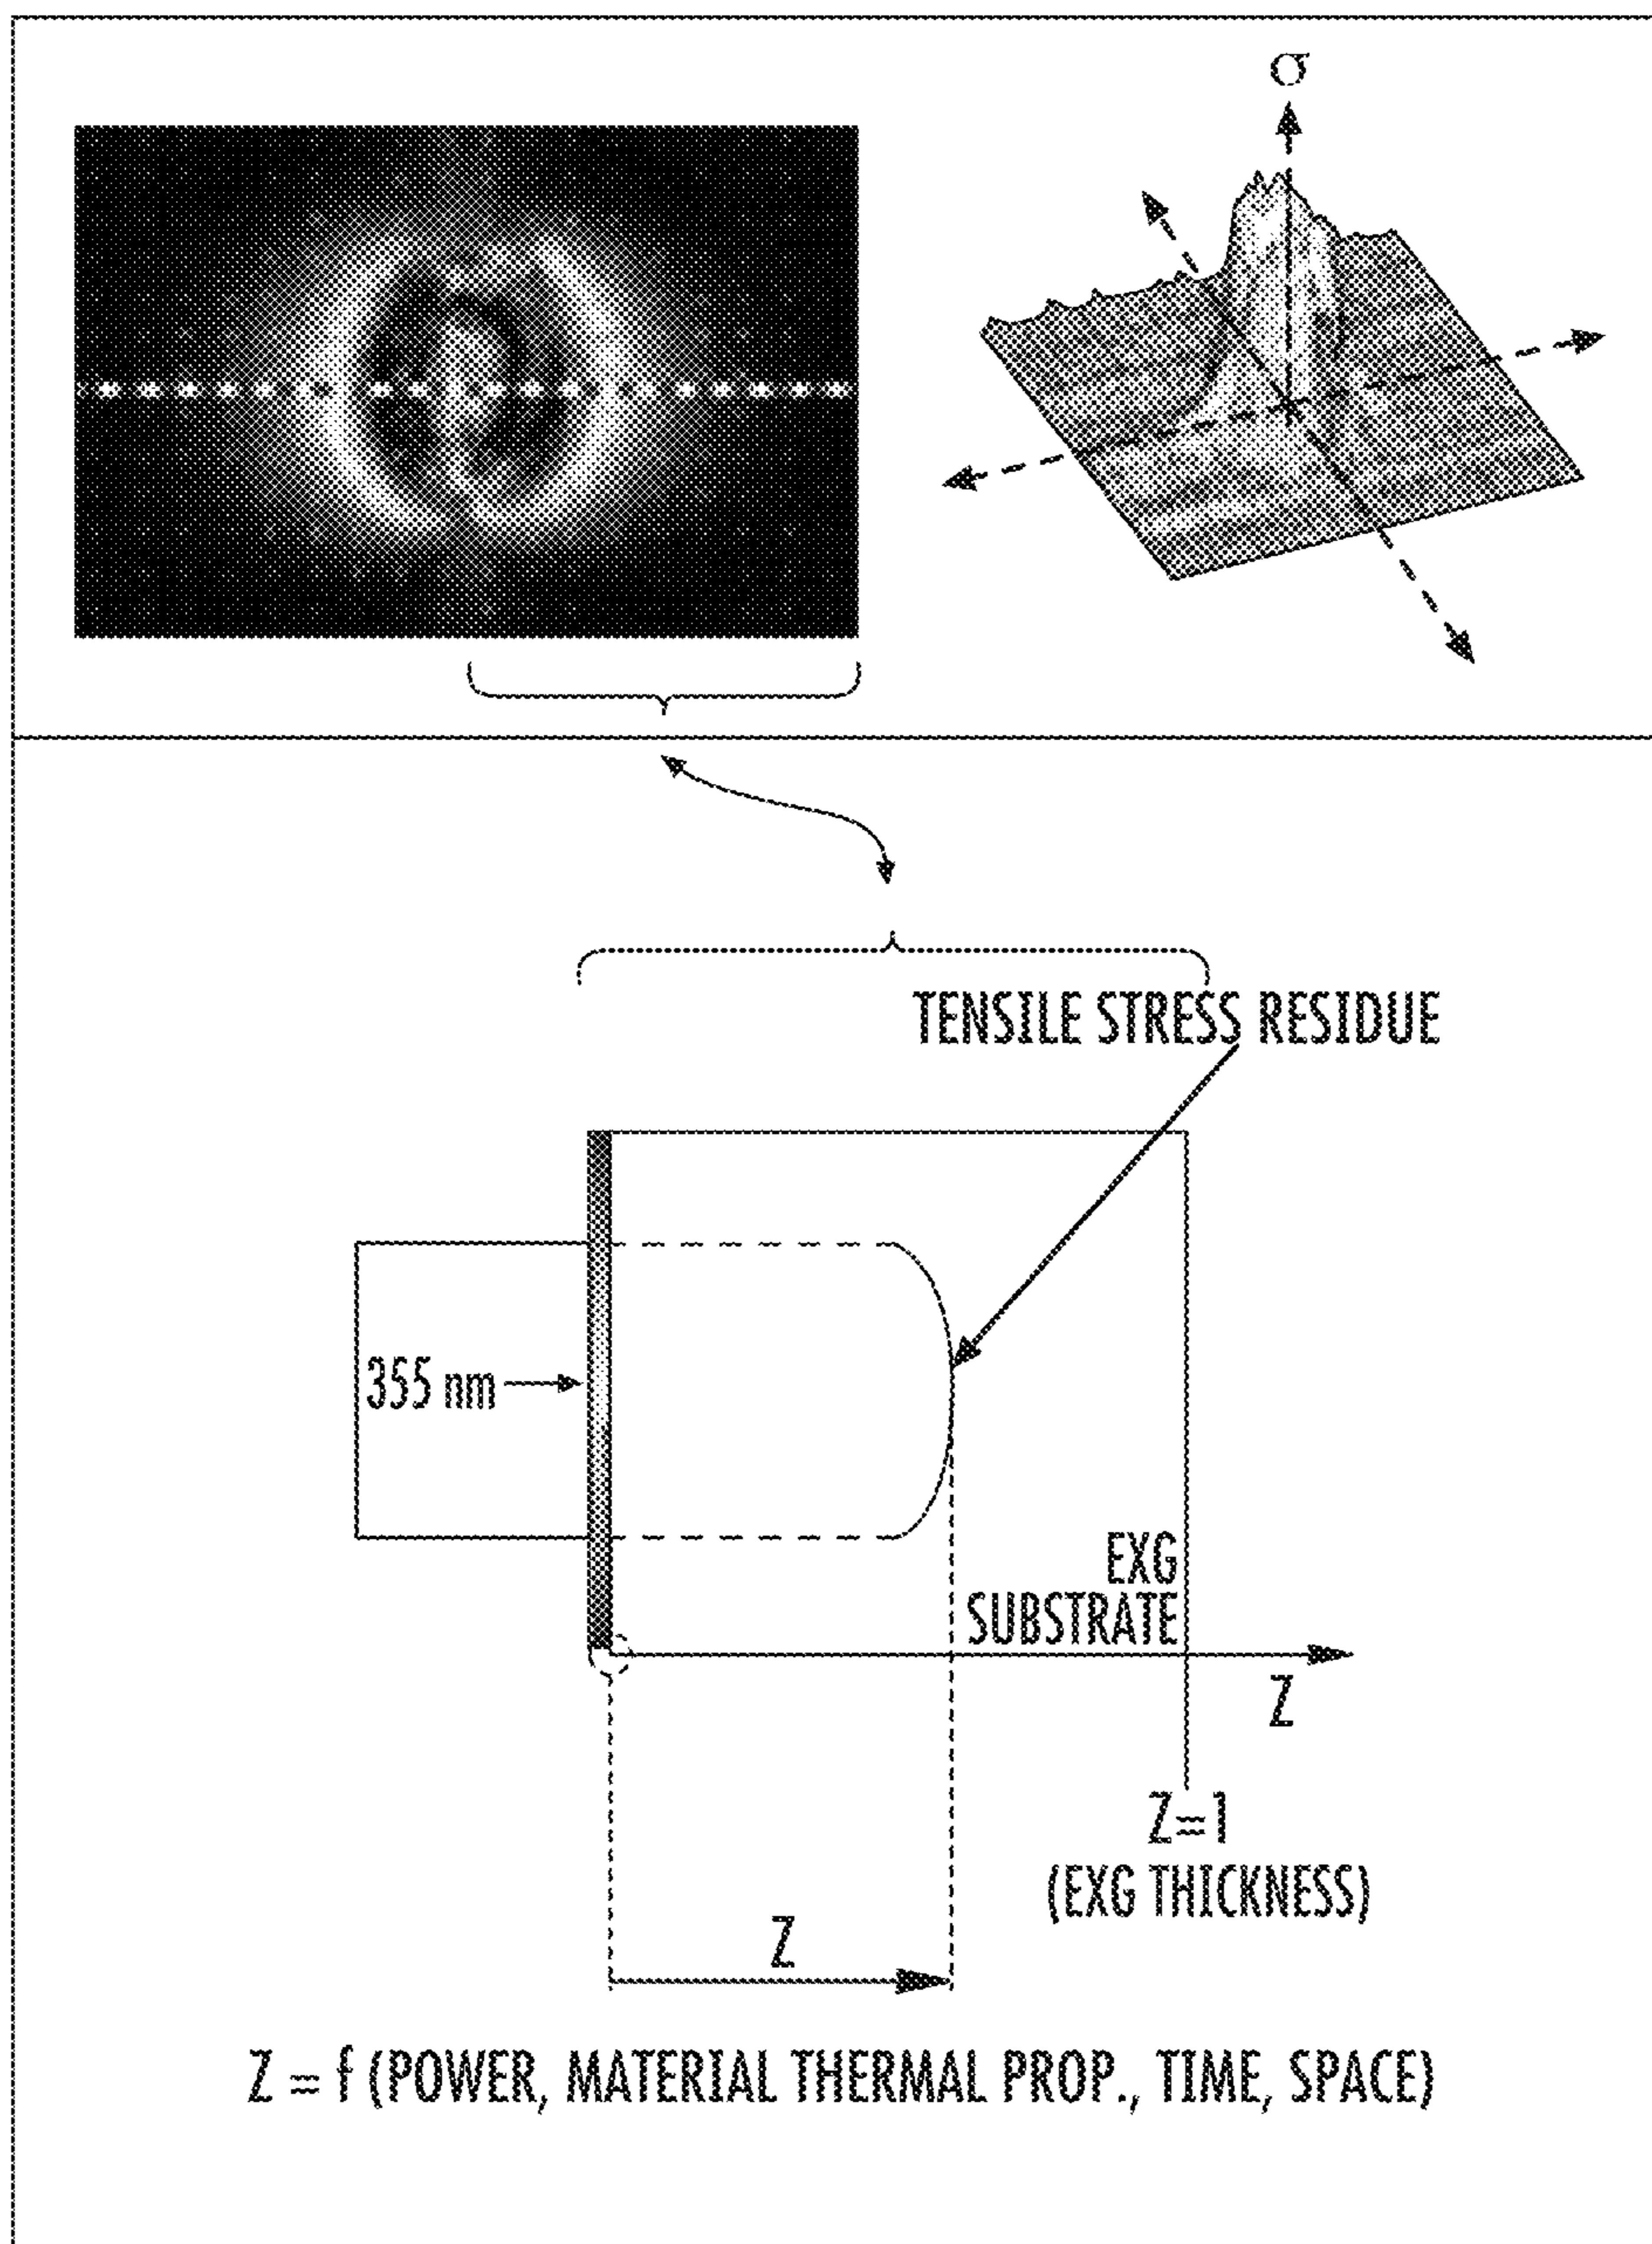 σ
TENSILE STRESS RESIDUE
355 nm
EXG
SUBSTRATE
Z
Z=1
(EXG THICKNESS)
Z
Z = f (POWER, MATERIAL THERMAL PROP., TIME, SPACE)